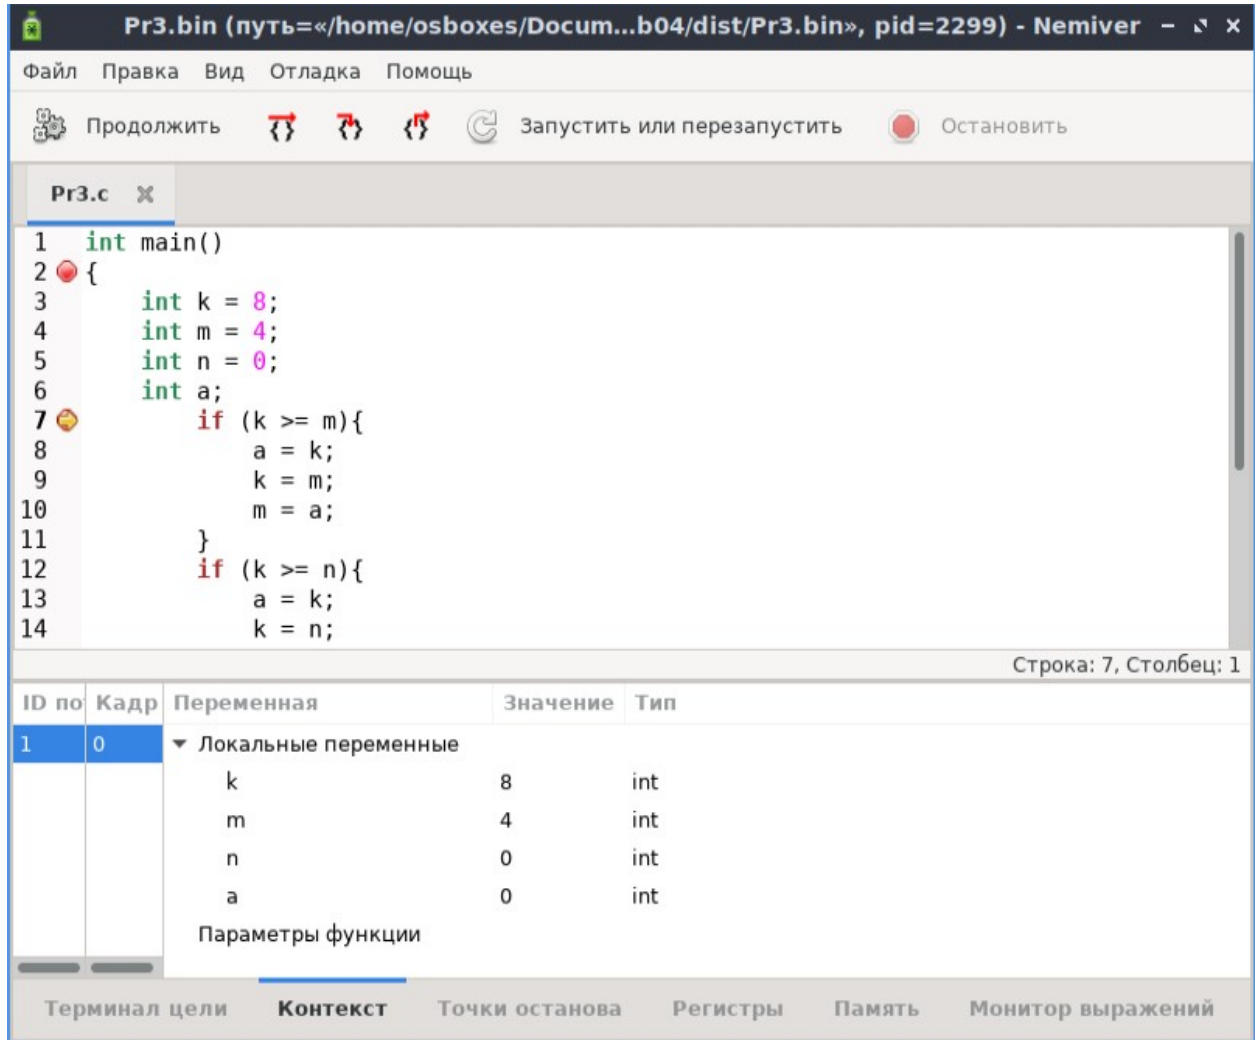 Pr3.bin (путь=«/home/osboxes/Docum...b04/dist/Pr3.bin», pid=2299) - Nemiver
Файл Правка Вид Отладка Помощь
Продолжить Запустить или перезапустить Остановить
Pr3.c
1 int main()
2 {
3 int k = 8;
4 int m = 4;
5 int n = 0;
6 int a;
7 if (k >= m){
8 a = k;
9 k = m;
10 m = a;
11 }
12 if (k >= n){
13 a = k;
14 k = n;
Строка: 7, Столбец: 1
ID по Кадр Переменная Значение Тип
1 0 Локальные переменные
k 8 int
m 4 int
n 0 int
a 0 int
Параметры функции
Терминал цели Контекст Точки останова Регистры Память Монитор выражений